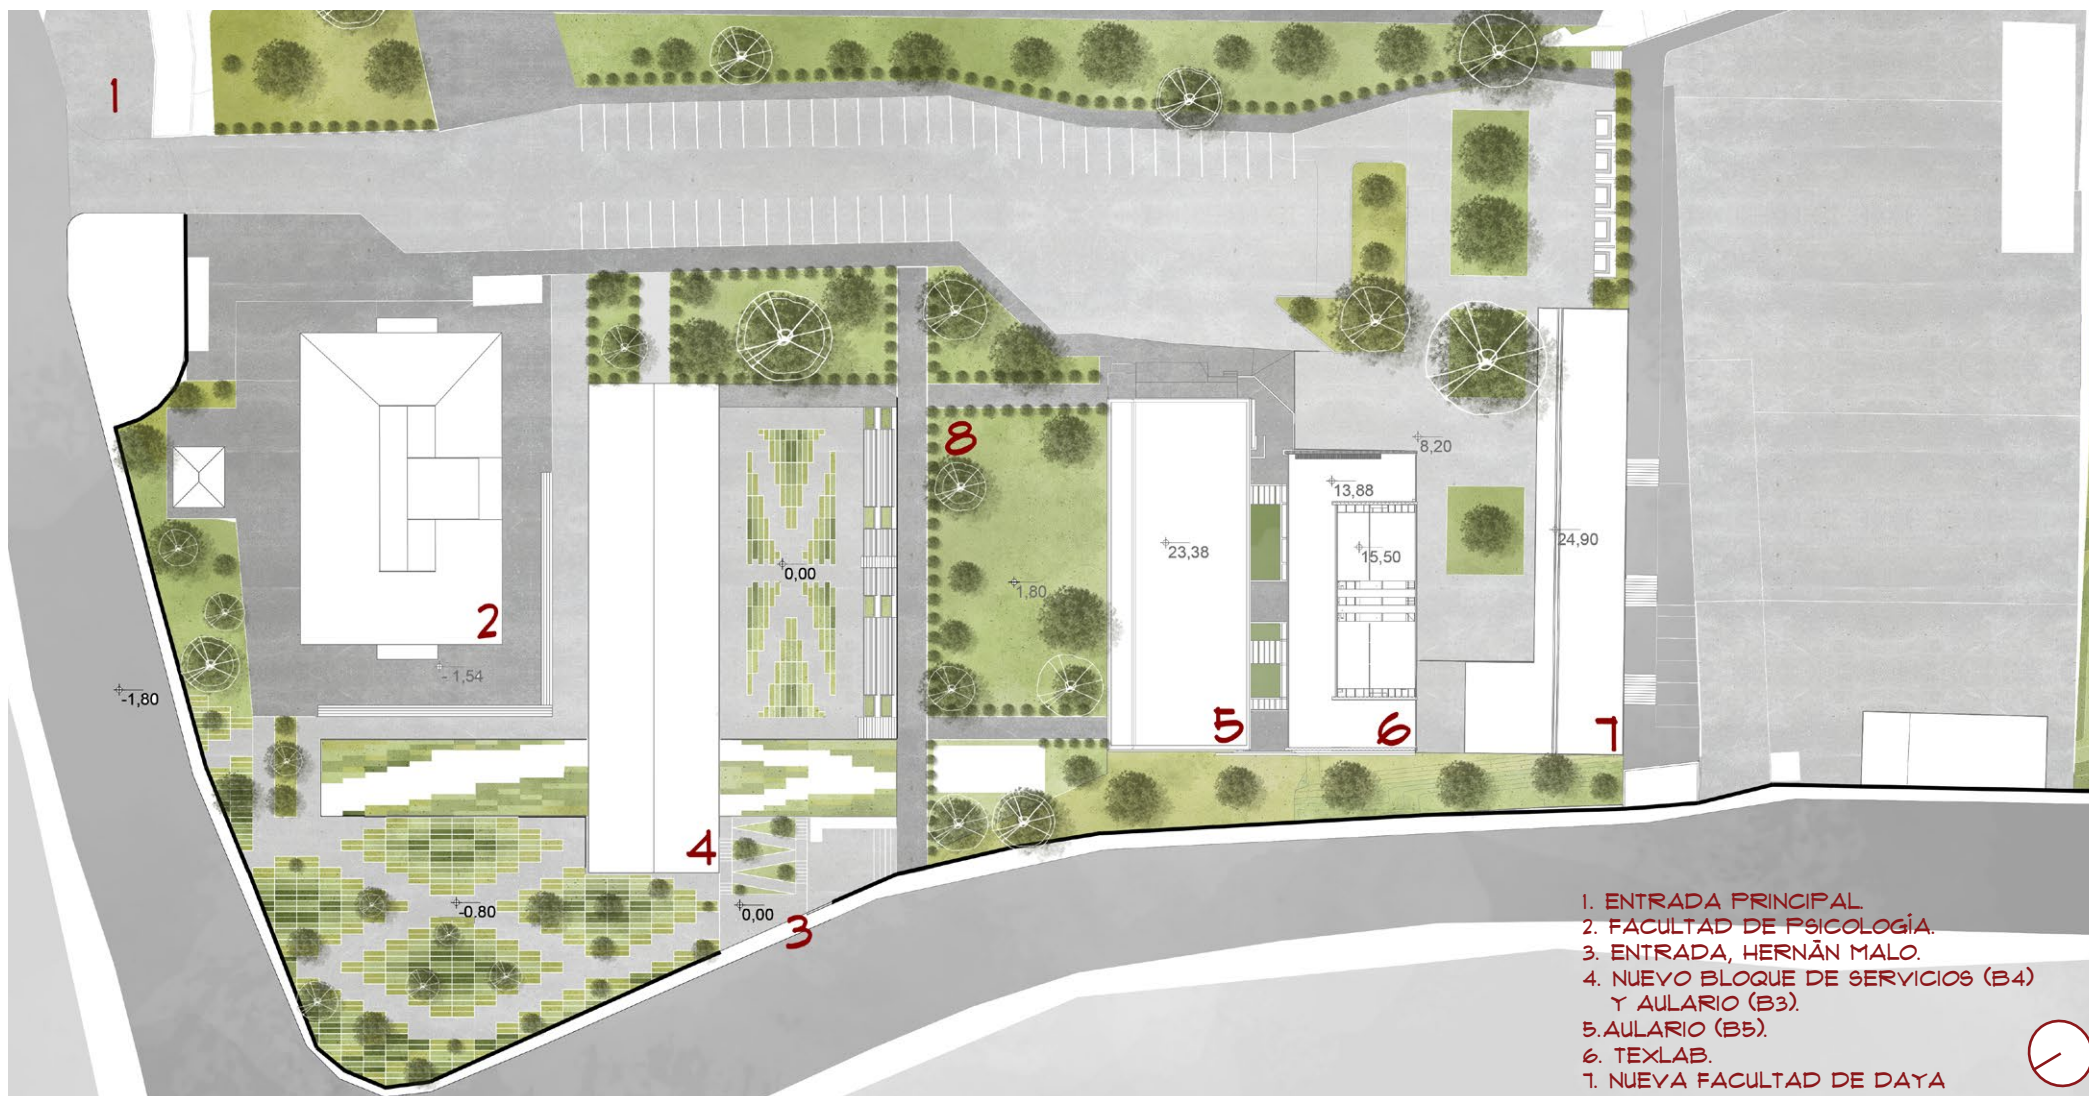 1
8
8,20
13,88
24,90
23,38
15,50
0,00
1,80
2
- 1,54
-1,80
5
6
7
4
-0.80
0,00
3
1. ENTRADA PRINCIPAL.
2. FACULTAD DE PSICOLOGÍA.
3. ENTRADA, HERNÁN MALO.
4. NUEVO BLOQUE DE SERVICIOS (B4)
Y AULARIO (B3).
5.AULARIO (B5).
6. TEXLAB.
7. NUEVA FACULTAD DE DAYA